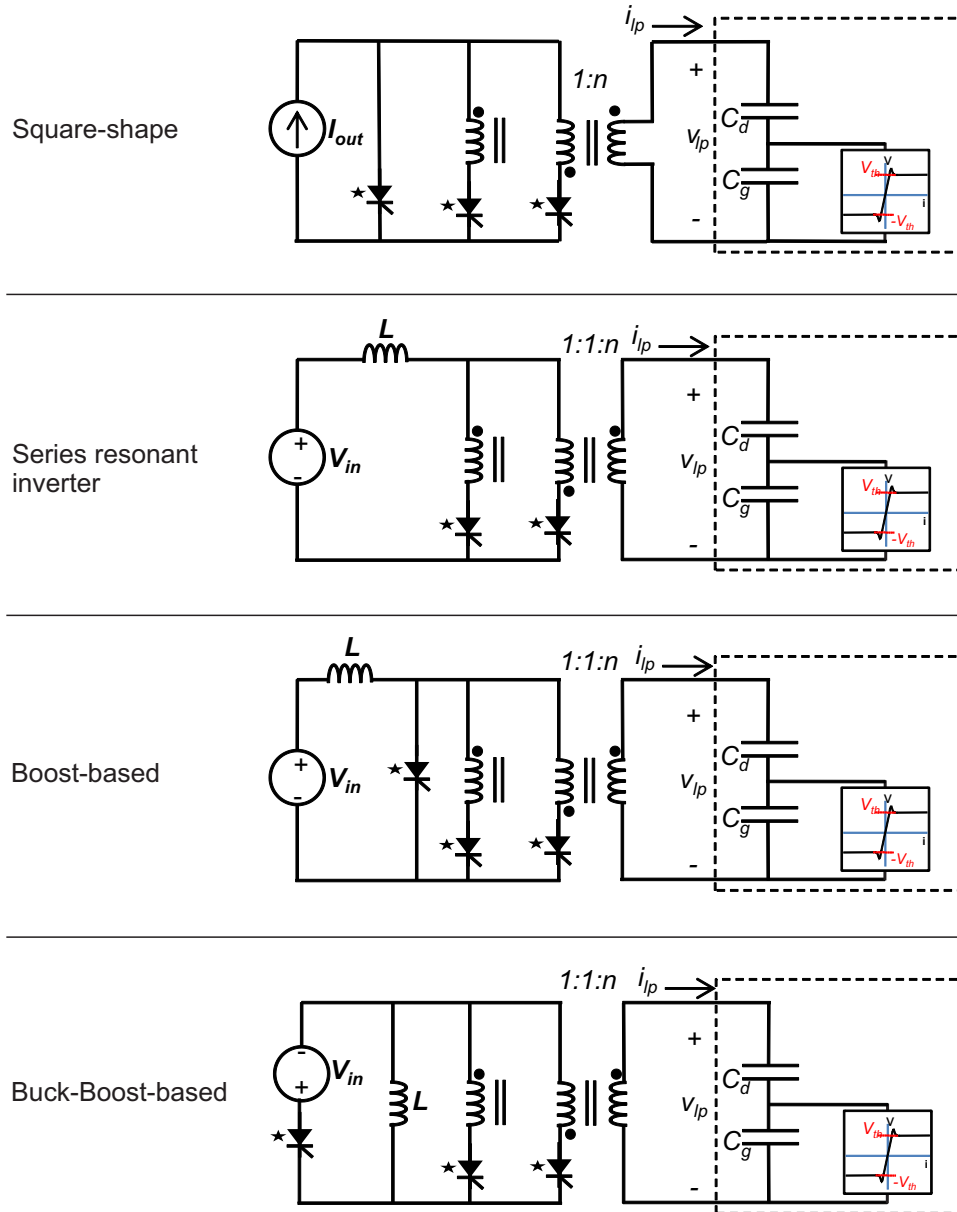 Square-shape
I_out
1:n
i_lp
+
v_lp
-
C_d
C_g
V_th
v
i
-V_th
Series resonant
inverter
L
+
-
V_in
1:1:n
i_lp
+
v_lp
-
C_d
C_g
V_th
v
i
-V_th
Boost-based
L
+
-
V_in
1:1:n
i_lp
+
v_lp
-
C_d
C_g
V_th
v
i
-V_th
Buck-Boost-based
-
+
V_in
L
1:1:n
i_lp
+
v_lp
-
C_d
C_g
V_th
v
i
-V_th